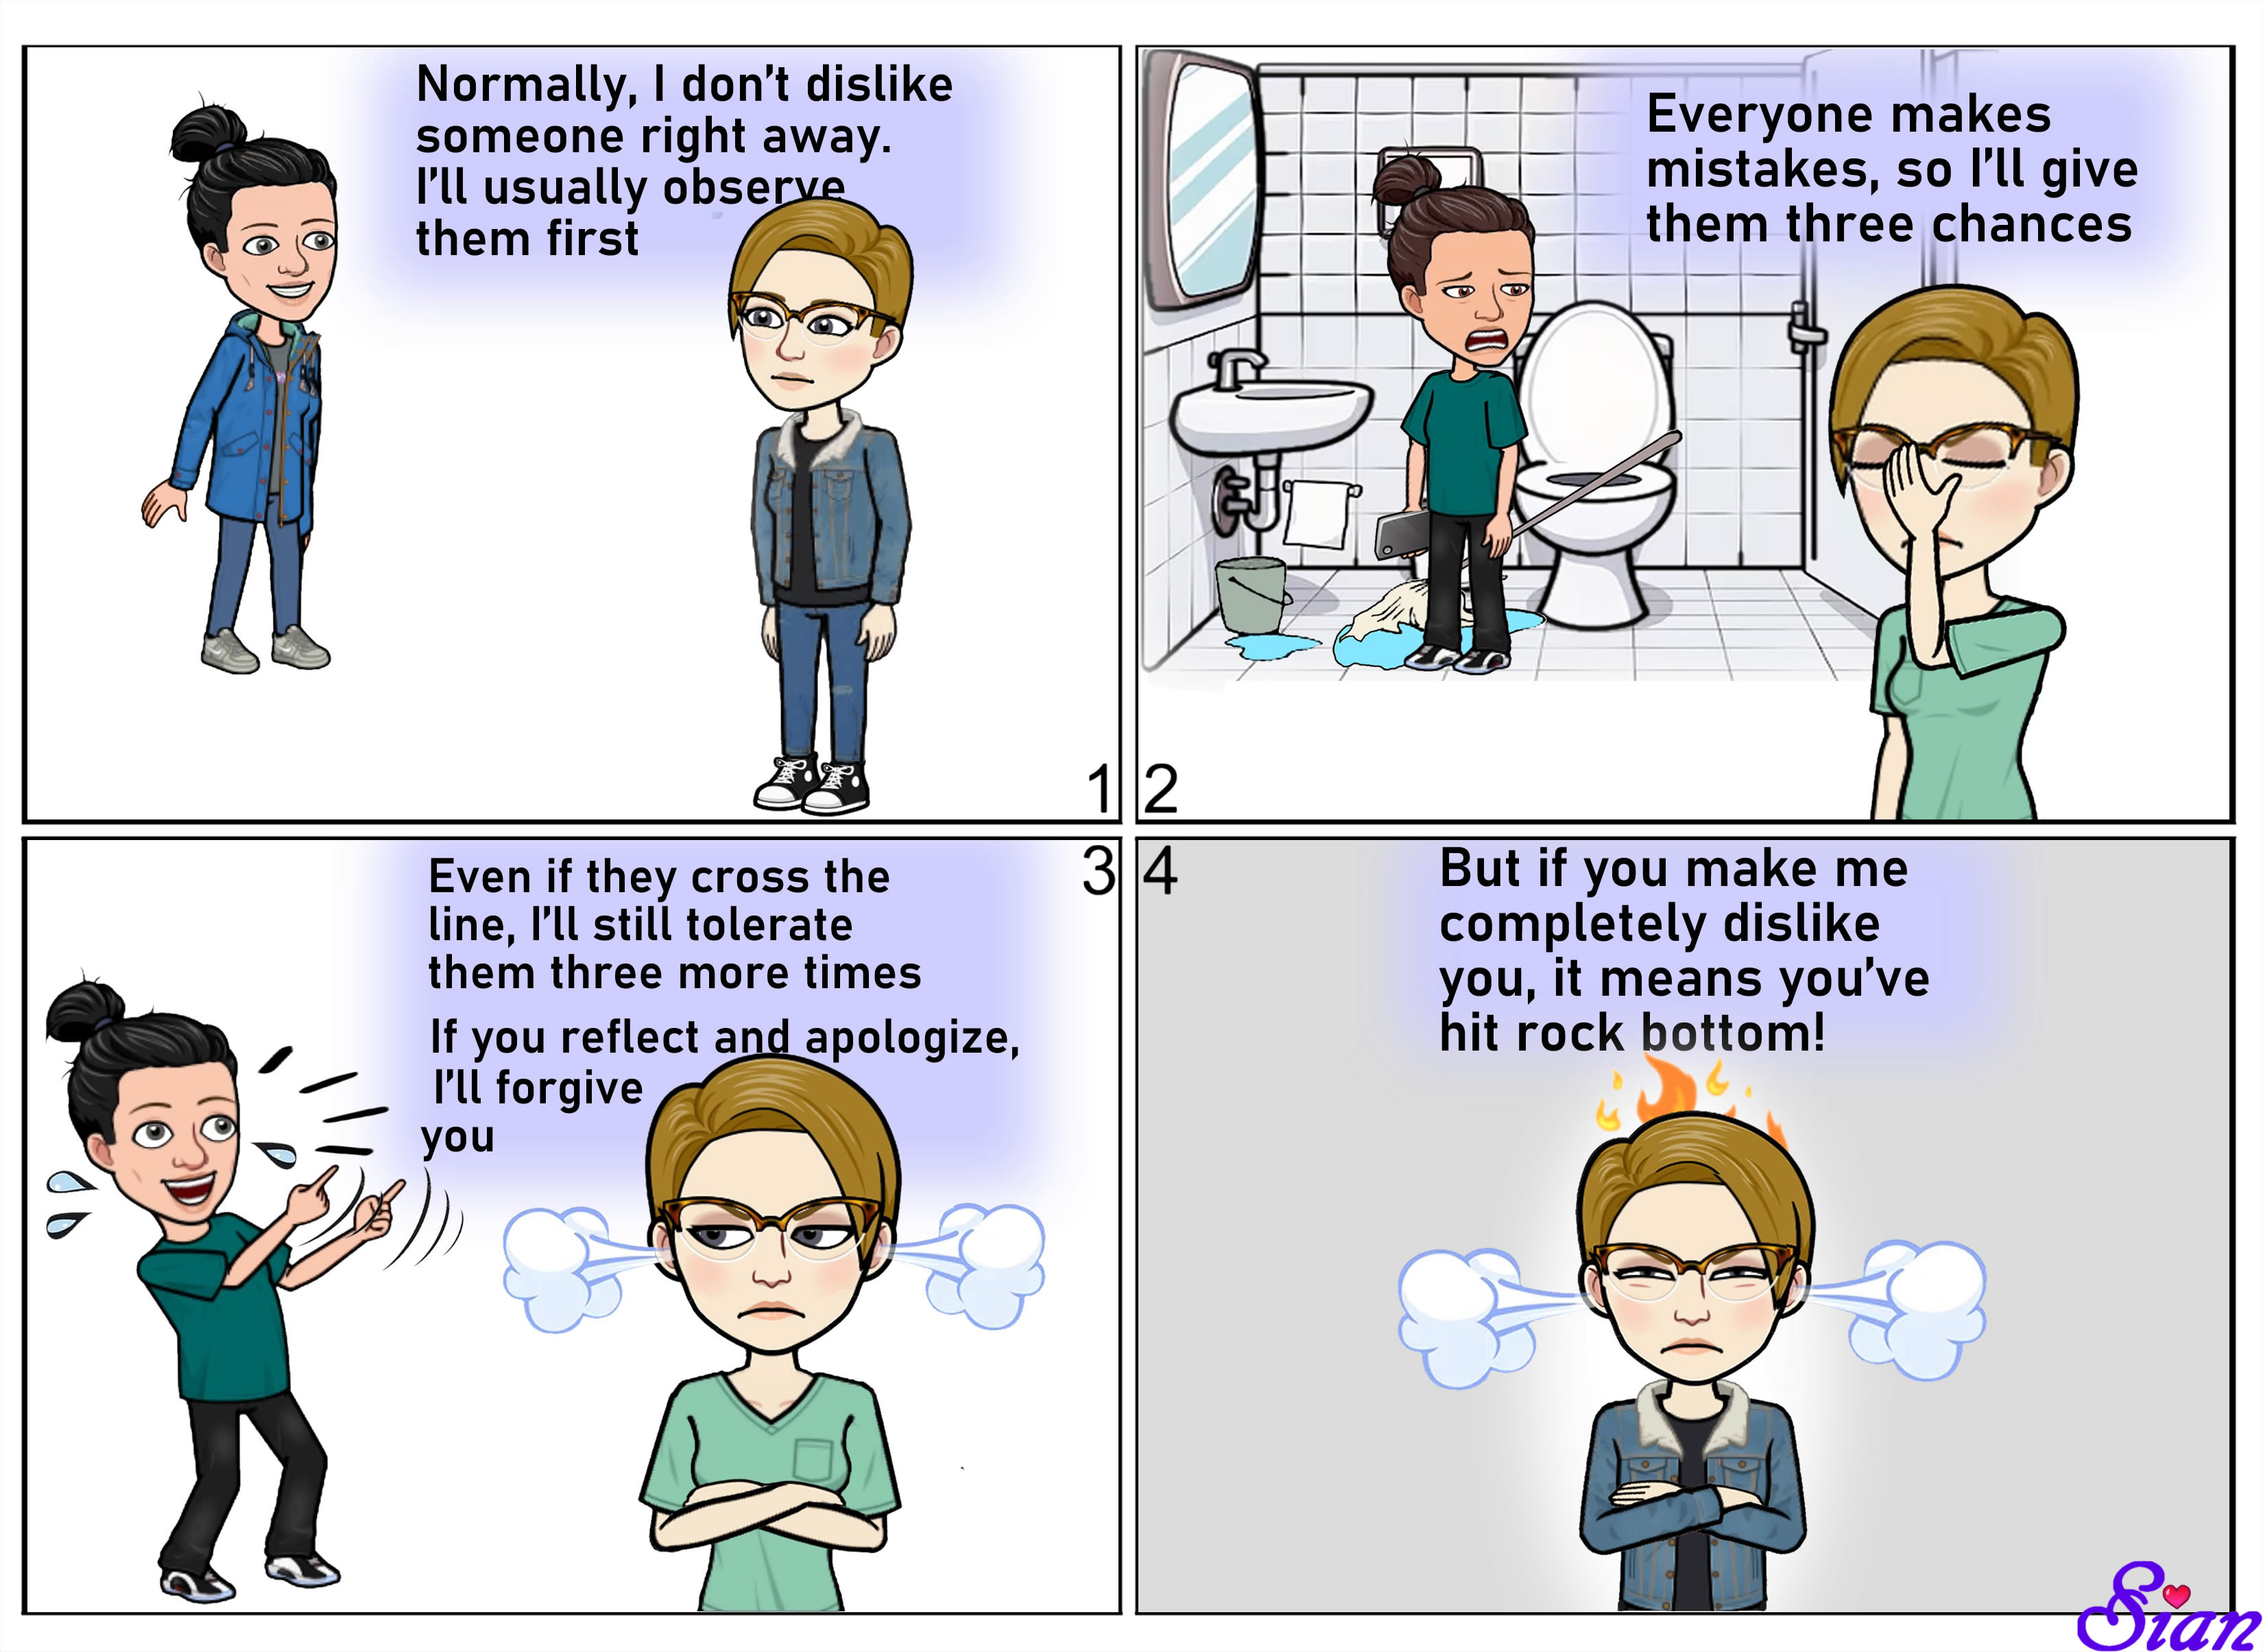 Normally, I don't dislike
someone right away.
I'll usually observe
them first
1
Everyone makes
mistakes, so I'll give
them three chances
2
Even if they cross the
line, I'll still tolerate
them three more times
If you reflect and apologize,
I'll forgive
you
3
4
But if you make me
completely dislike
you, it means you've
hit rock bottom!
Sian